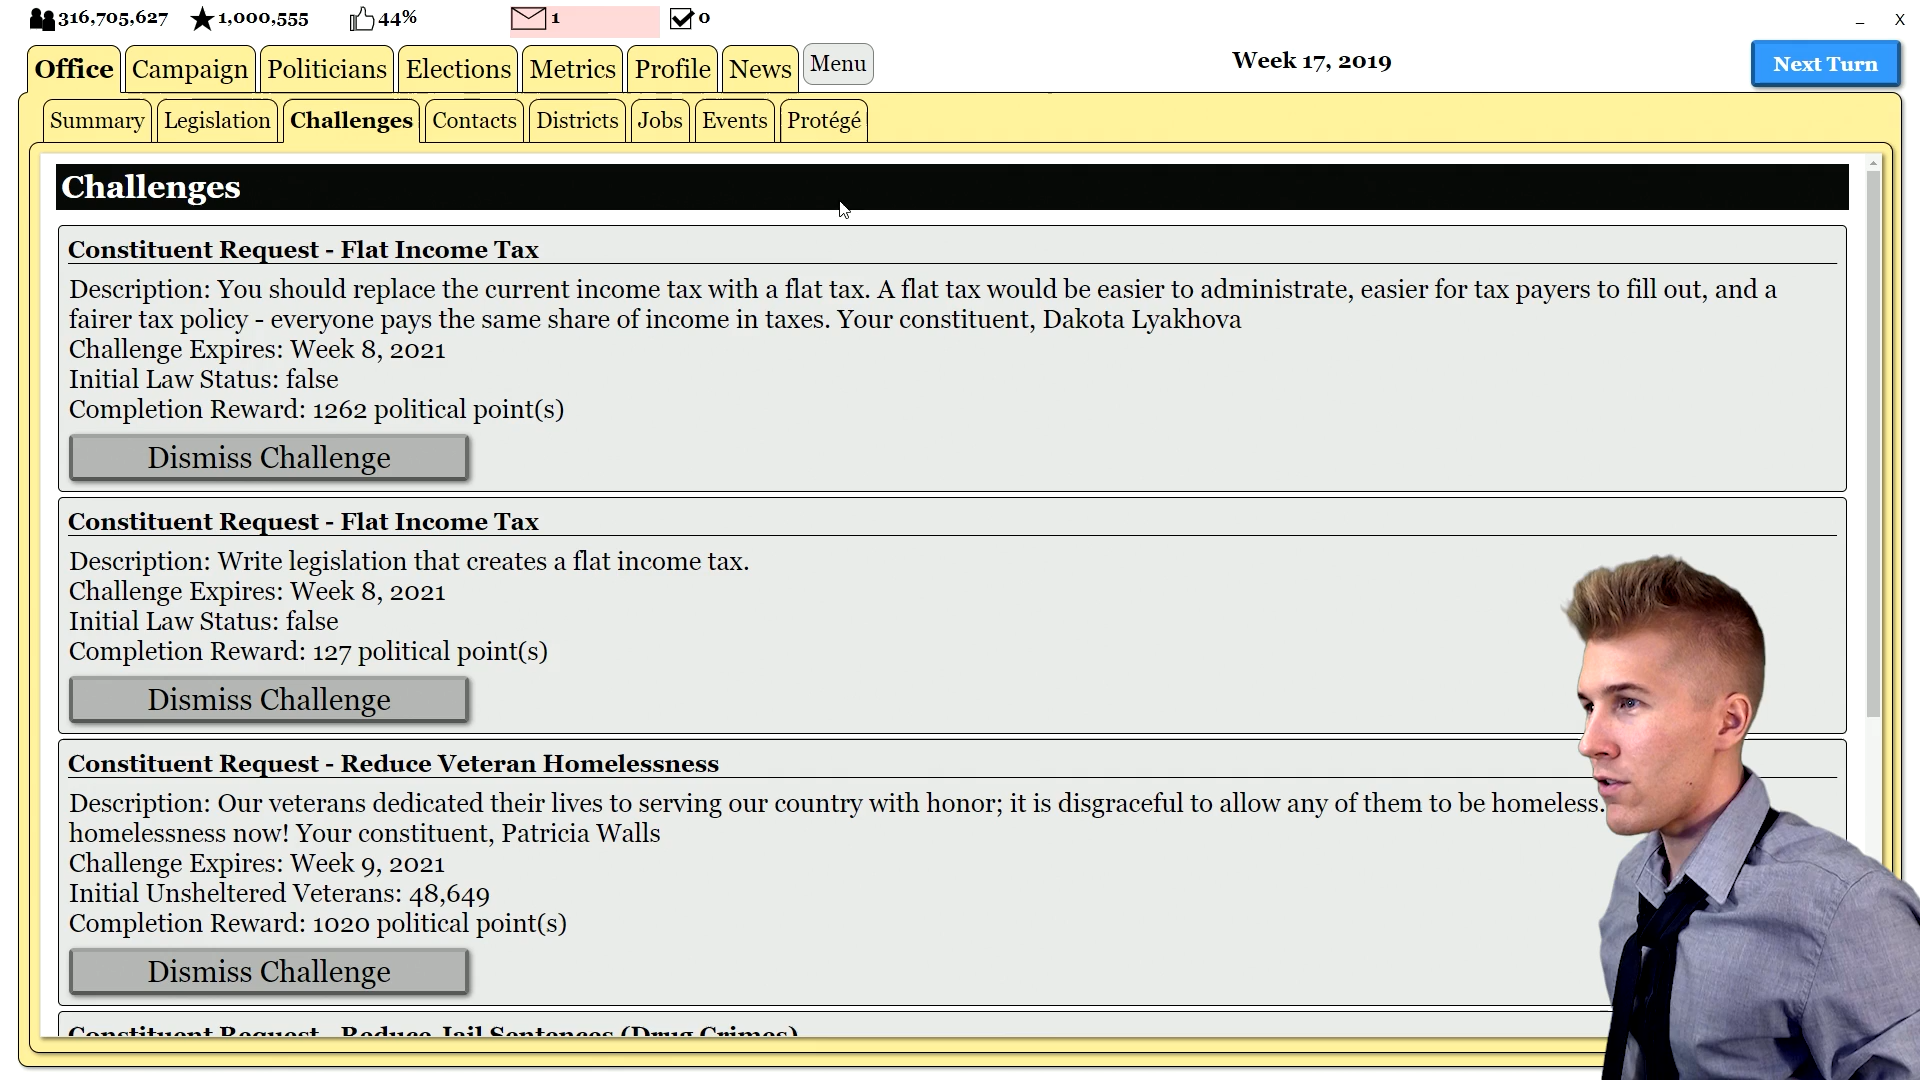 316,705,627 1,000,555 44% 1 0
_ X
Office Campaign Politicians Elections Metrics Profile News Menu
Week 17, 2019
Next Turn
Summary Legislation Challenges Contacts Districts Jobs Events Protégé
Challenges
Constituent Request - Flat Income Tax
Description: You should replace the current income tax with a flat tax. A flat tax would be easier to administrate, easier for tax payers to fill out, and a
fairer tax policy - everyone pays the same share of income in taxes. Your constituent, Dakota Lyakhova
Challenge Expires: Week 8, 2021
Initial Law Status: false
Completion Reward: 1262 political point(s)
Dismiss Challenge
Constituent Request - Flat Income Tax
Description: Write legislation that creates a flat income tax.
Challenge Expires: Week 8, 2021
Initial Law Status: false
Completion Reward: 127 political point(s)
Dismiss Challenge
Constituent Request - Reduce Veteran Homelessness
Description: Our veterans dedicated their lives to serving our country with honor; it is disgraceful to allow any of them to be homeless.
homelessness now! Your constituent, Patricia Walls
Challenge Expires: Week 9, 2021
Initial Unsheltered Veterans: 48,649
Completion Reward: 1020 political point(s)
Dismiss Challenge
Constituent Request - Reduce Jail Sentences (Drug Crimes)